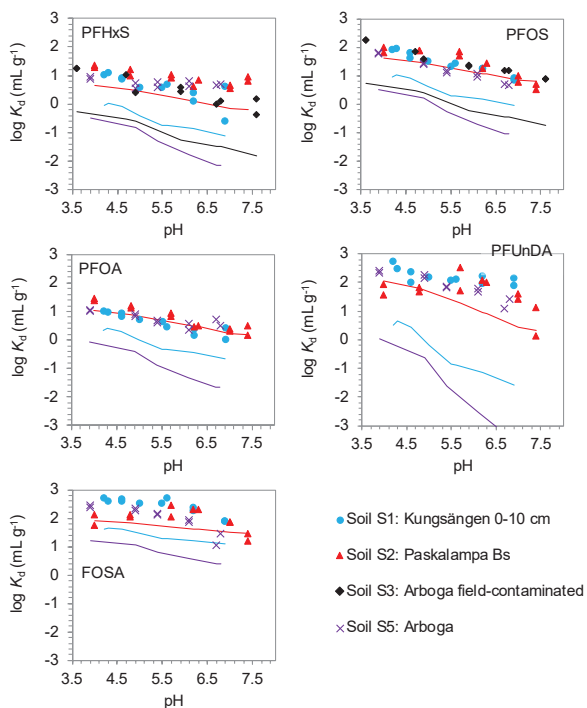 PFHxS
3
2
1
0
-1
-2
-3
log Kd (mL g-1)
3.5 4.5 5.5 6.5 7.5
pH
PFOS
3
2
1
0
-1
-2
-3
log Kd (mL g-1)
3.5 4.5 5.5 6.5 7.5
pH
PFOA
3
2
1
0
-1
-2
-3
log Kd (mL g-1)
3.5 4.5 5.5 6.5 7.5
pH
PFUnDA
3
2
1
0
-1
-2
-3
log Kd (mL g-1)
3.5 4.5 5.5 6.5 7.5
pH
FOSA
3
2
1
0
-1
-2
-3
log Kd (mL g-1)
3.5 4.5 5.5 6.5 7.5
pH
Soil S1: Kungsängen 0-10 cm
Soil S2: Paskalampa Bs
Soil S3: Arboga field-contaminated
Soil S5: Arboga